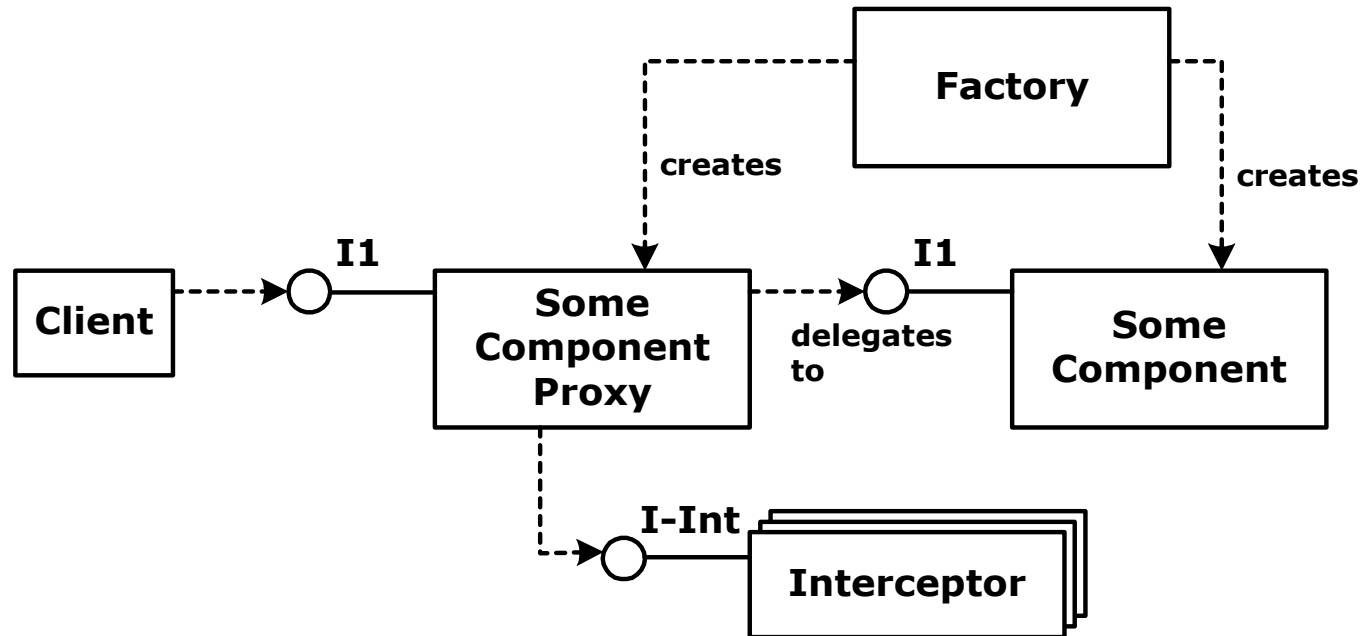 Factory
creates
creates
I1
I1
Client
Some
Component
Proxy
delegates
to
Some
Component
I-Int
Interceptor